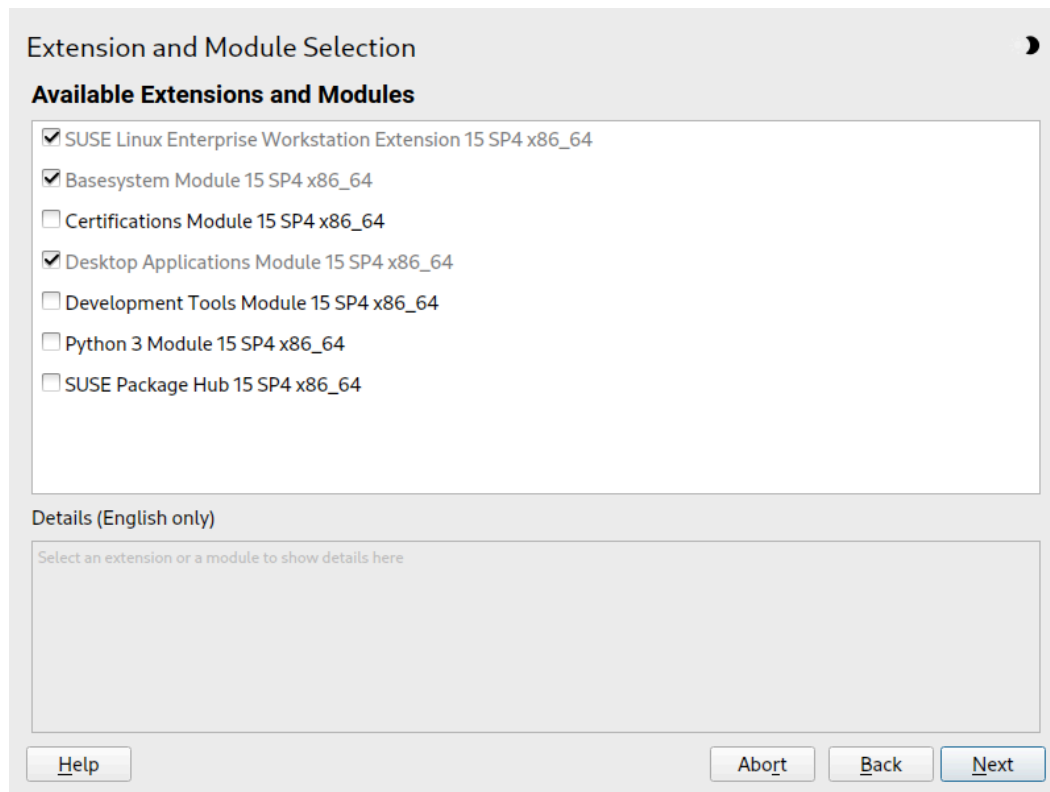 Extension and Module Selection
Available Extensions and Modules
SUSE Linux Enterprise Workstation Extension 15 SP4 x86_64
Basesystem Module 15 SP4 x86_64
Certifications Module 15 SP4 x86_64
Desktop Applications Module 15 SP4 x86_64
Development Tools Module 15 SP4 x86_64
Python 3 Module 15 SP4 x86_64
SUSE Package Hub 15 SP4 x86_64
Details (English only)
Select an extension or a module to show details here
Help Abort Back Next